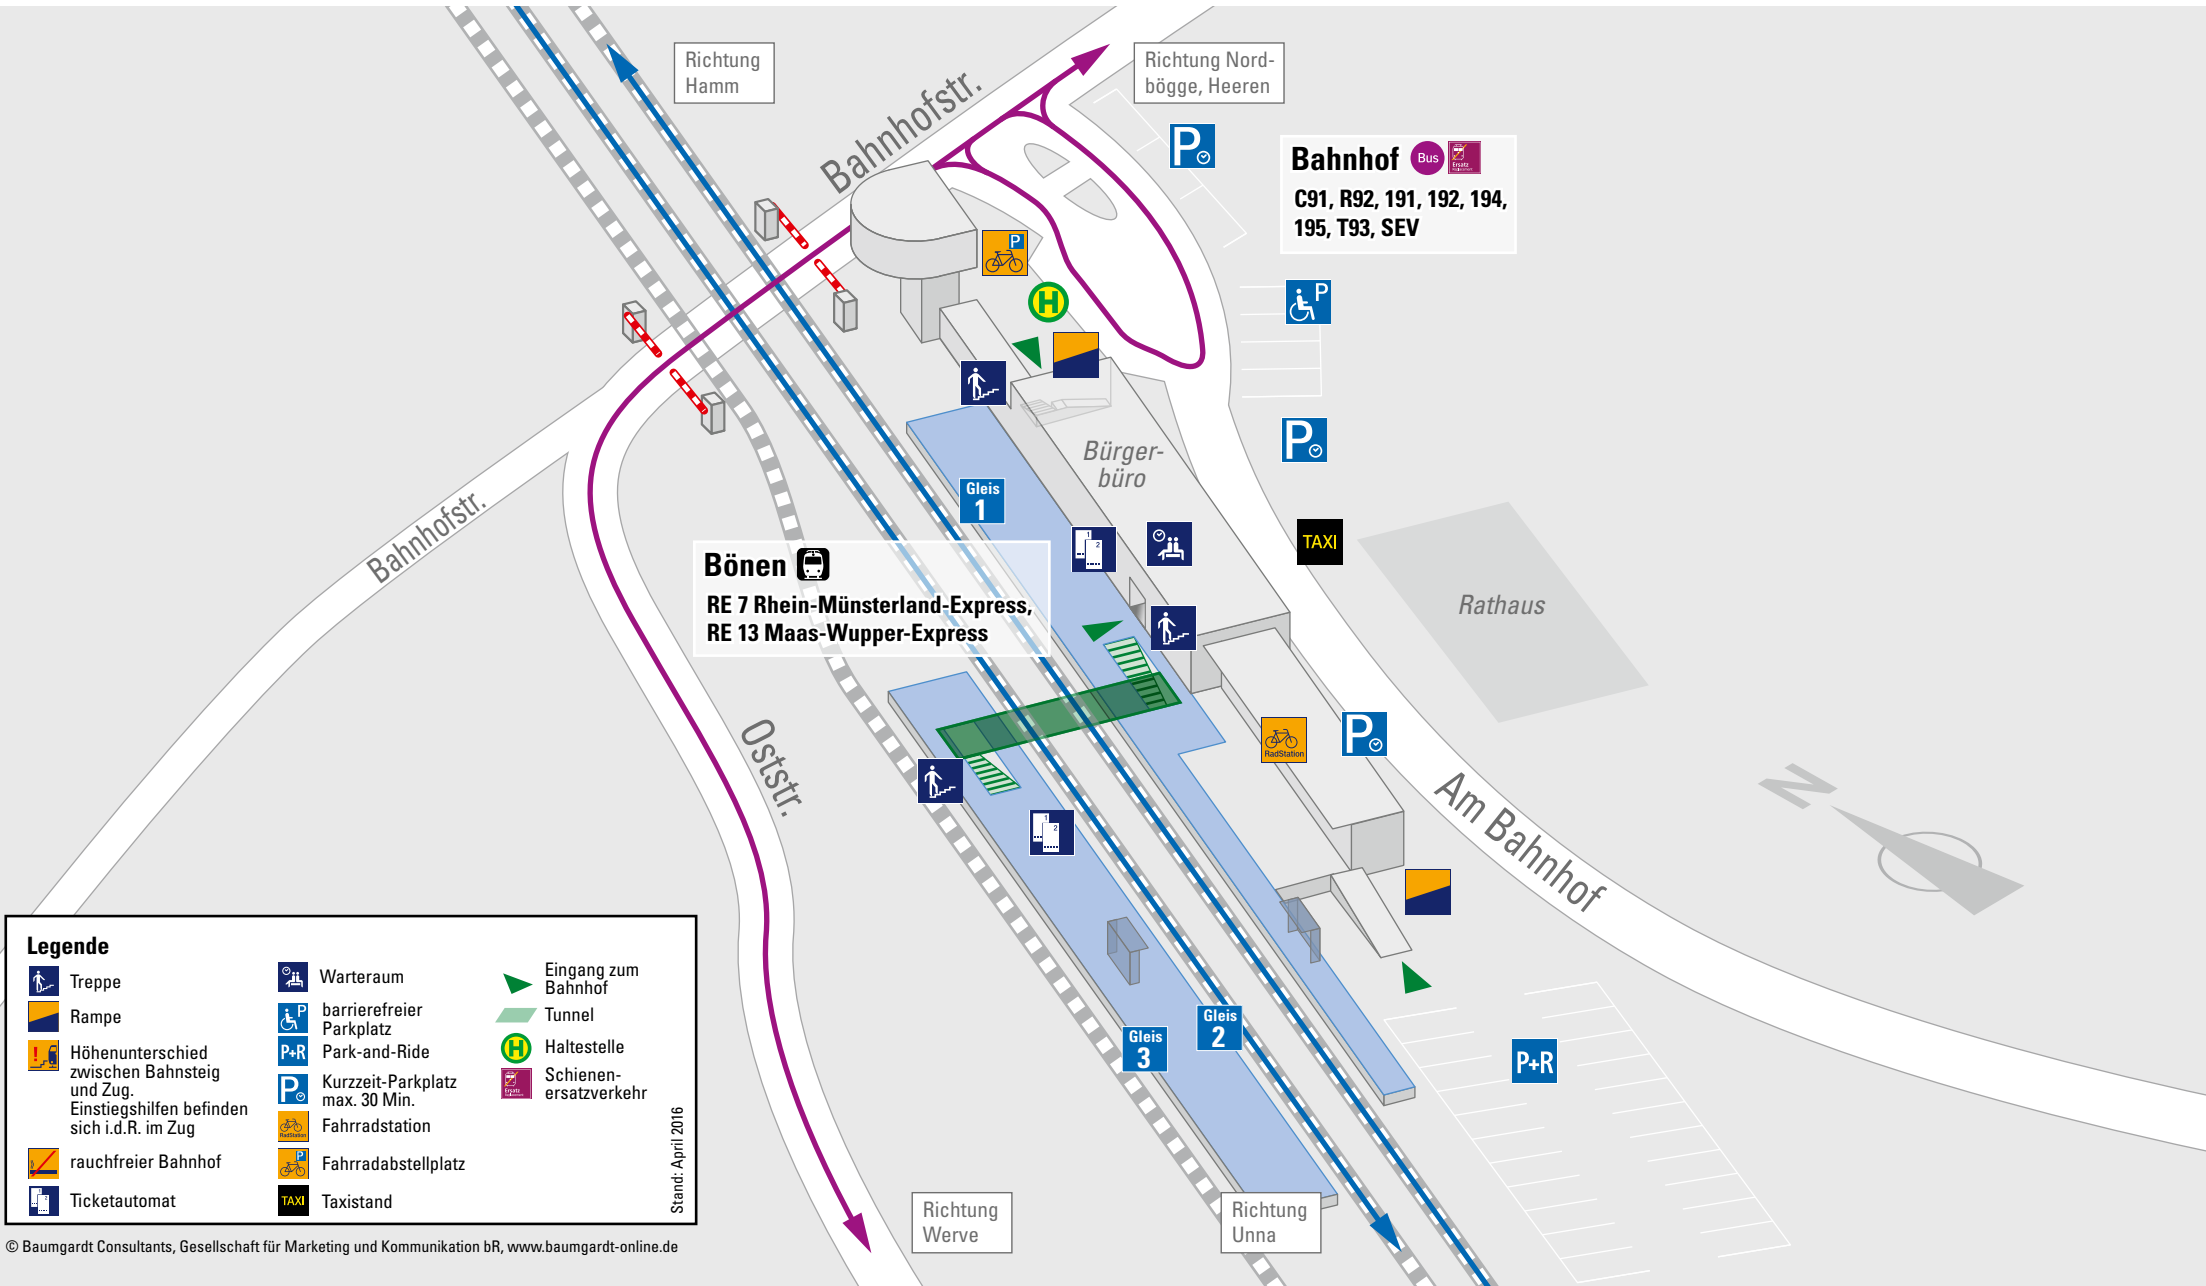 Richtung
Hamm
Bahnhofstr.
Richtung Nord-
bögge, Heeren
P
Bahnhof Bus Ersatz
C91, R92, 191, 192, 194,
195, T93, SEV
P
H
P
Bürger-
büro
P
Gleis
1
Bahnhofstr.
TAXI
Bönen
RE 7 Rhein-Münsterland-Express,
RE 13 Maas-Wupper-Express
Rathaus
Oststr.
RadStation
P
N
Am Bahnhof
Gleis
2
Gleis
3
P+R
Richtung
Werve
Richtung
Unna
Legende
Treppe
Rampe
Höhenunterschied
zwischen Bahnsteig
und Zug.
Einstiegshilfen befinden
sich i.d.R. im Zug
rauchfreier Bahnhof
Ticketautomat
Warteraum
P barrierefreier
Parkplatz
P+R Park-and-Ride
P Kurzzeit-Parkplatz
max. 30 Min.
RadStation Fahrradstation
P Fahrradabstellplatz
TAXI Taxistand
Eingang zum
Bahnhof
Tunnel
H Haltestelle
Ersatz Schienen-
ersatzverkehr
Stand: April 2016
© Baumgardt Consultants, Gesellschaft für Marketing und Kommunikation bR, www.baumgardt-online.de